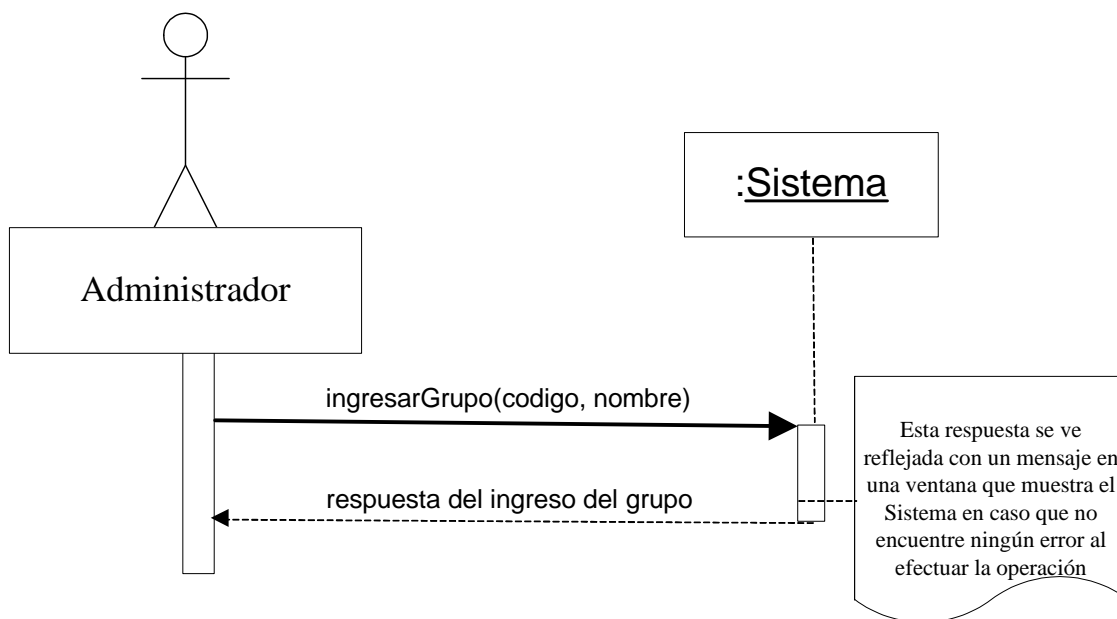 :Sistema
Administrador
ingresarGrupo(codigo, nombre)
respuesta del ingreso del grupo
Esta respuesta se ve
reflejada con un mensaje en
una ventana que muestra el
Sistema en caso que no
encuentre ningún error al
efectuar la operación